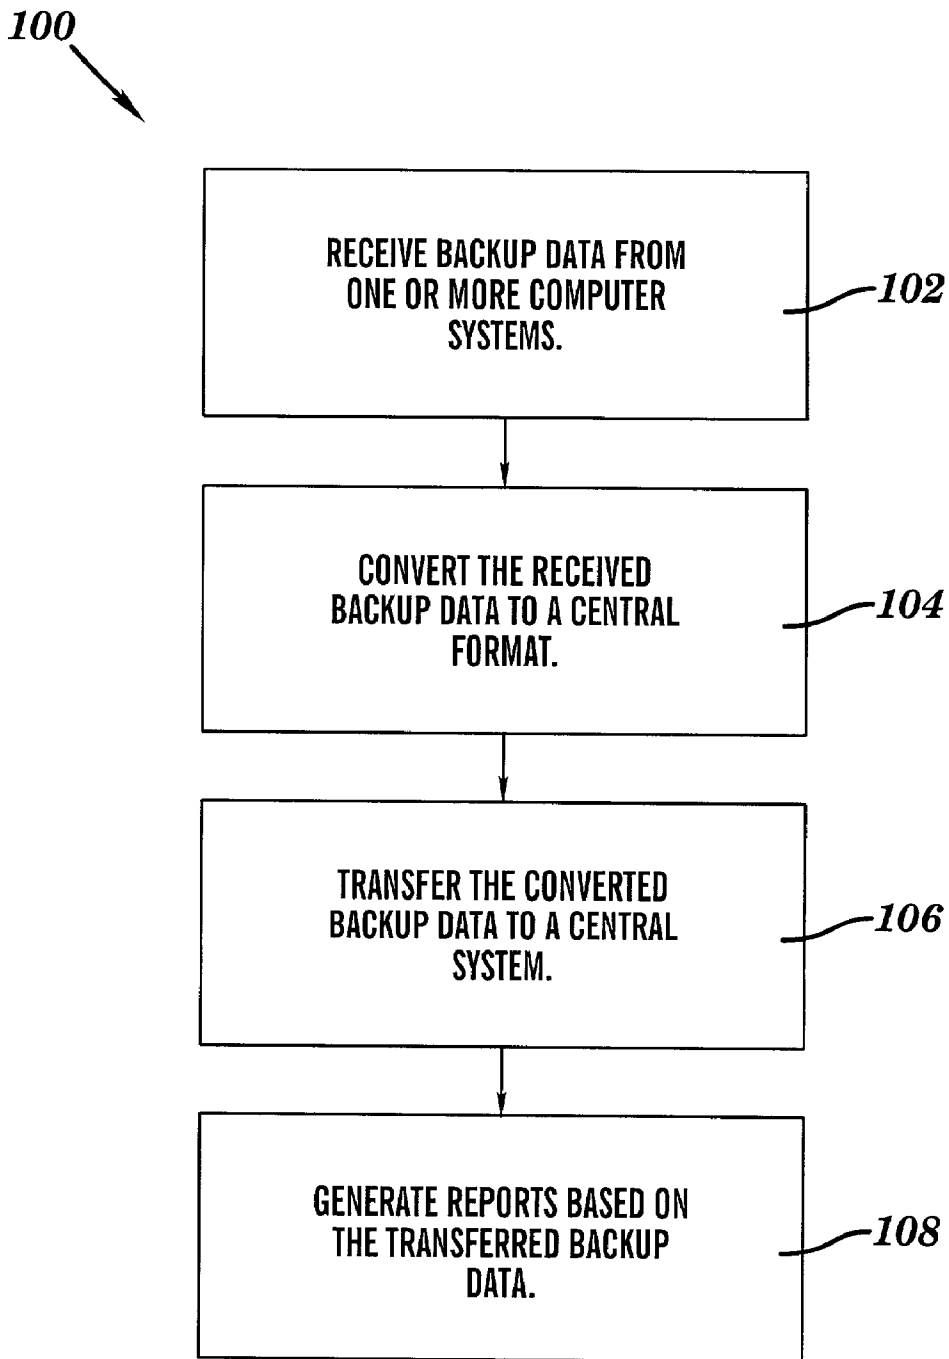 100
RECEIVE BACKUP DATA FROM
ONE OR MORE COMPUTER
SYSTEMS.
102
CONVERT THE RECEIVED
BACKUP DATA TO A CENTRAL
FORMAT.
104
TRANSFER THE CONVERTED
BACKUP DATA TO A CENTRAL
SYSTEM.
106
GENERATE REPORTS BASED ON
THE TRANSFERRED BACKUP
DATA.
108